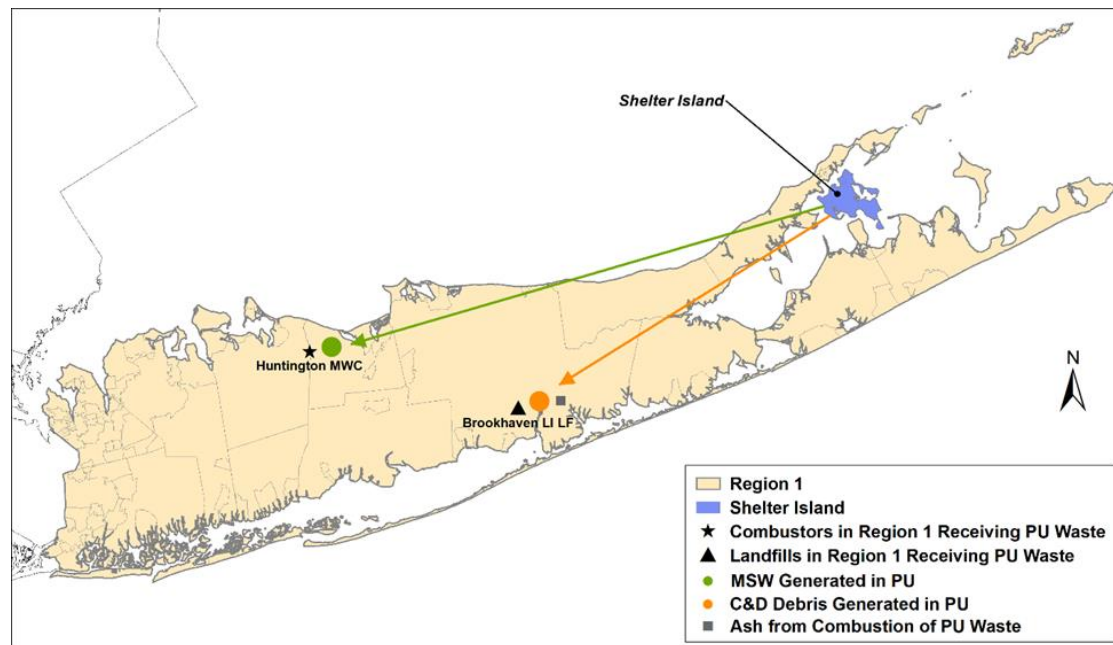 Shelter Island
Huntington MWC
Brookhaven LI LF
N
Region 1
Shelter Island
Combustors in Region 1 Receiving PU Waste
Landfills in Region 1 Receiving PU Waste
MSW Generated in PU
C&D Debris Generated in PU
Ash from Combustion of PU Waste